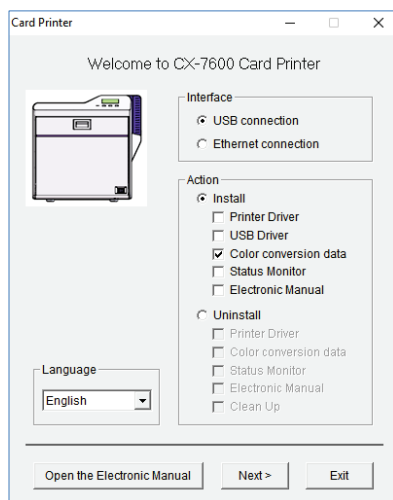 Card Printer
Welcome to CX-7600 Card Printer
Interface
USB connection
Ethernet connection
Action
Install
Printer Driver
USB Driver
Color conversion data
Status Monitor
Electronic Manual
Uninstall
Printer Driver
Color conversion data
Status Monitor
Electronic Manual
Clean Up
Language
English
Open the Electronic Manual Next > Exit